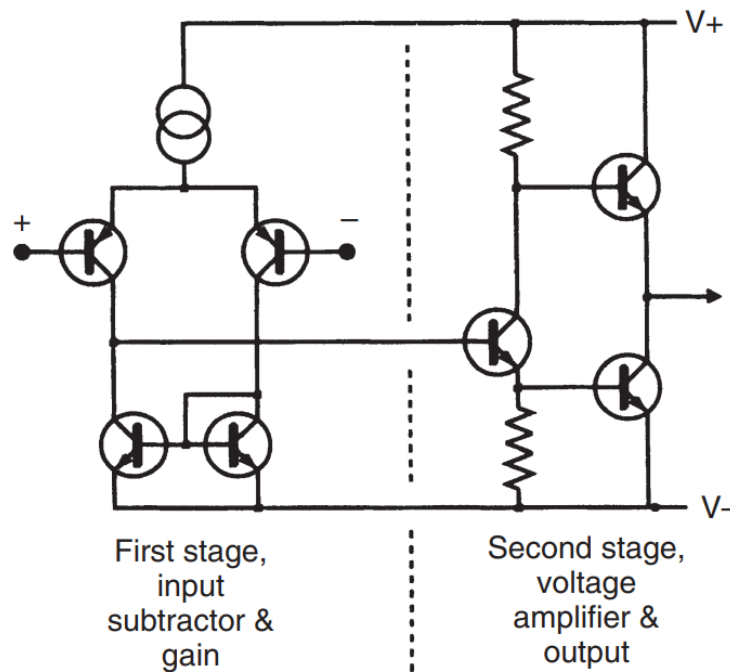 V+
+
−
V−
First stage,
input
subtractor &
gain
Second stage,
voltage
amplifier &
output